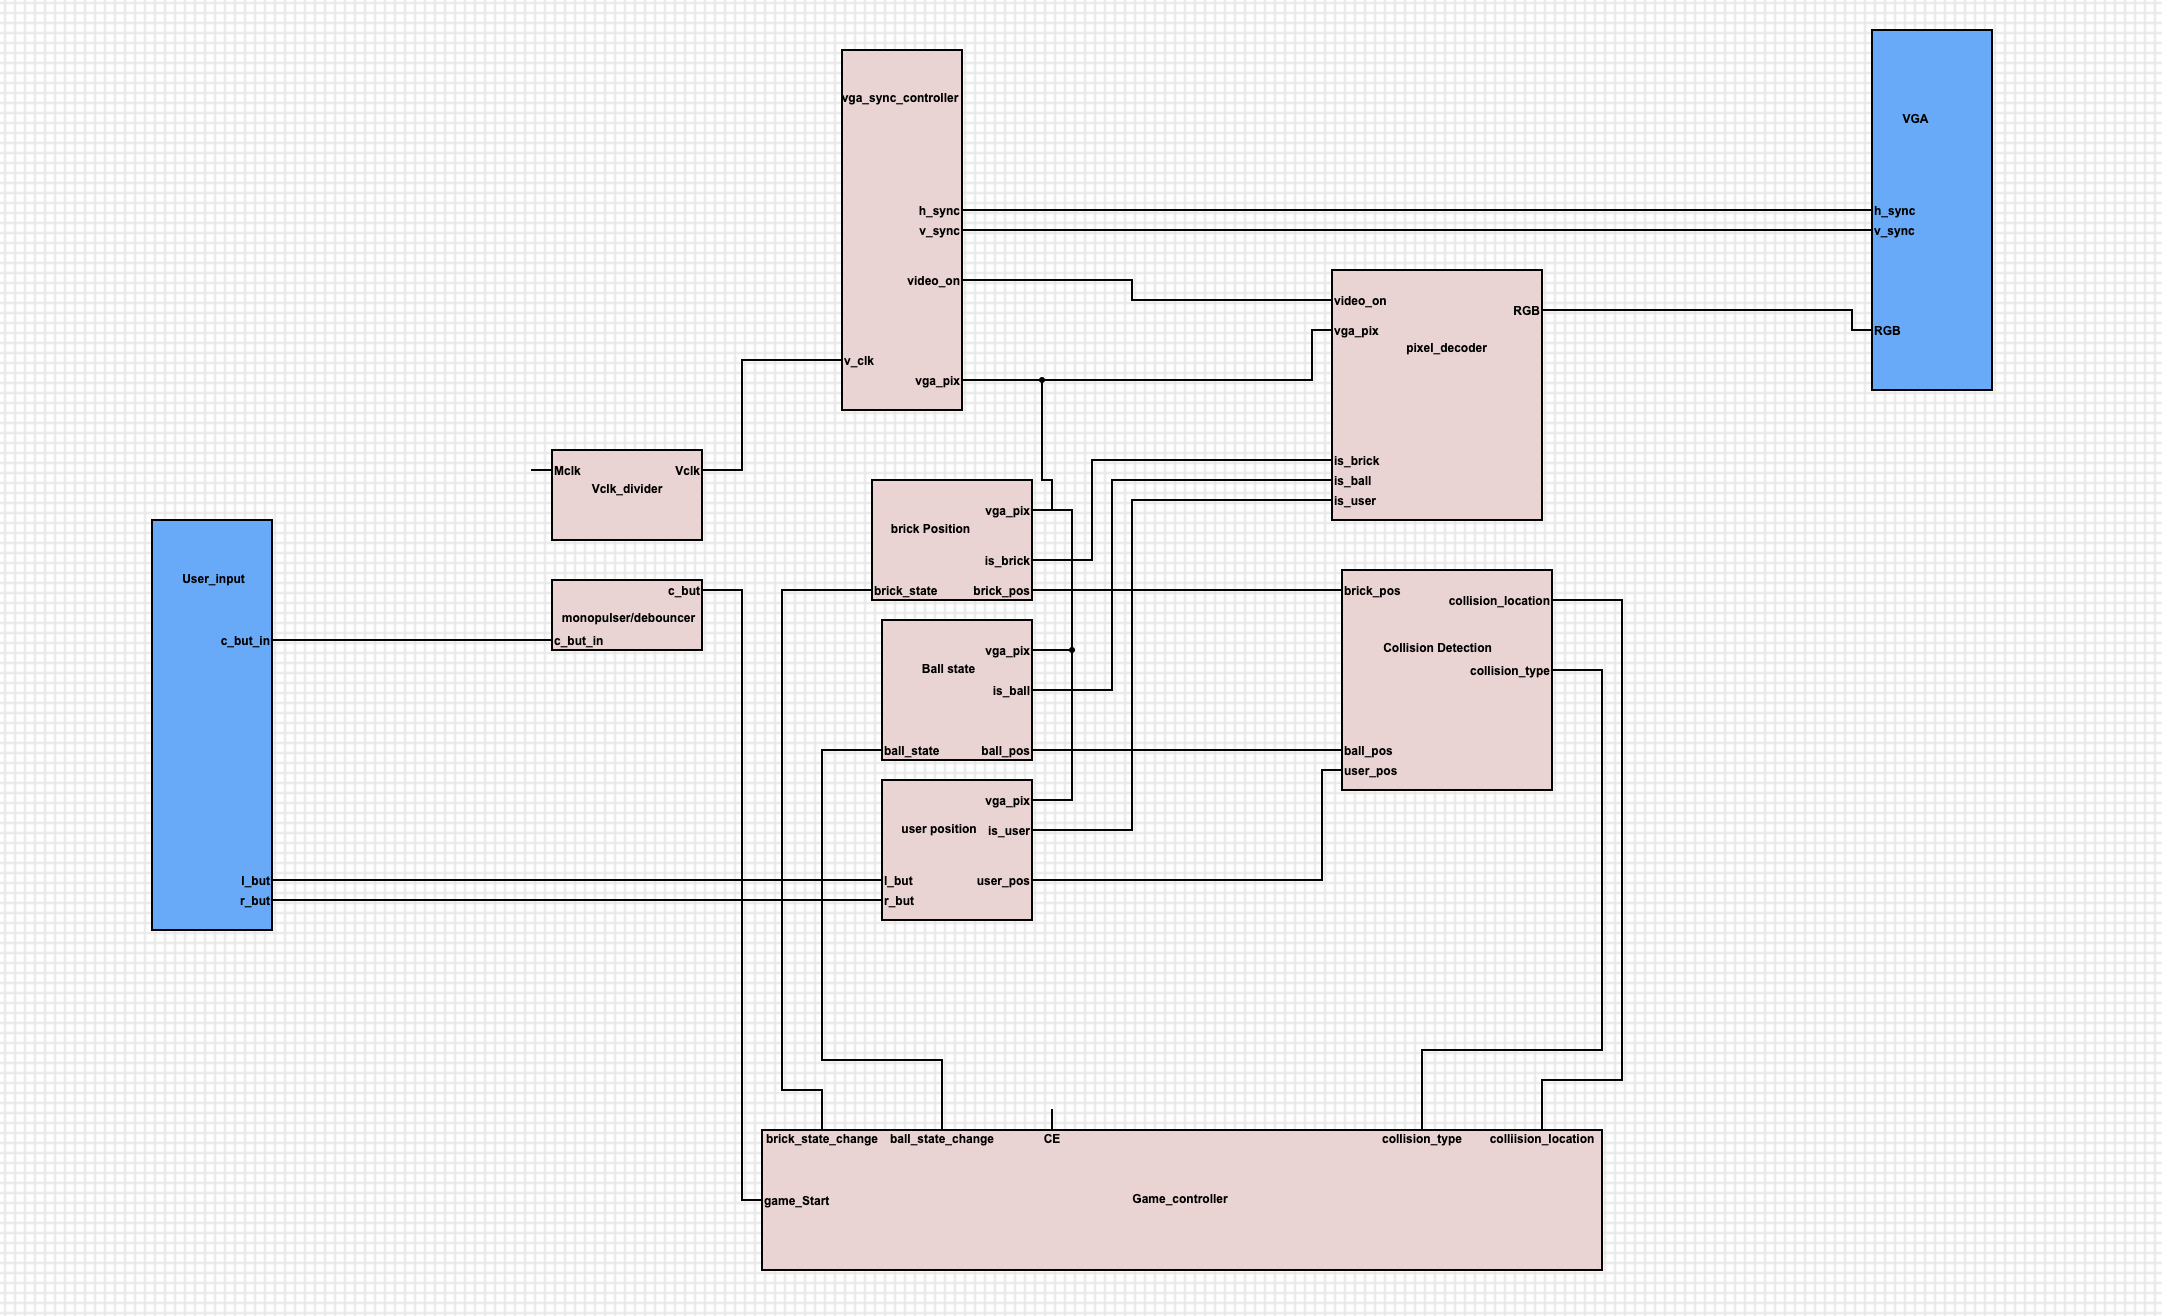 vga_sync_controller
h_sync
v_sync
video_on
v_clk
vga_pix
VGA
h_sync
v_sync
RGB
video_on
RGB
vga_pix
pixel_decoder
is_brick
is_ball
is_user
Mclk
Vclk
Vclk_divider
User_input
c_but_in
l_but
r_but
c_but
monopulser/debouncer
c_but_in
vga_pix
brick Position
is_brick
brick_state
brick_pos
vga_pix
Ball state
is_ball
ball_state
ball_pos
vga_pix
user position
is_user
l_but
user_pos
r_but
brick_pos
collision_location
Collision Detection
collision_type
ball_pos
user_pos
brick_state_change
ball_state_change
CE
collision_type
colliision_location
game_Start
Game_controller